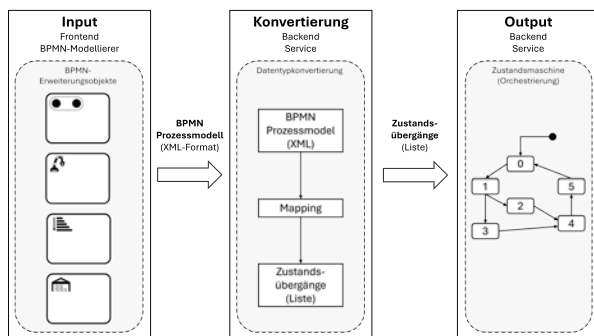 Input
Frontend
BPMN-Modellierer
BPMN-
Erweiterungsobjekte
BPMN
Prozessmodell
(XML-Format)
Konvertierung
Backend
Service
Datentypkonvertierung
BPMN
Prozessmodel
(XML)
Mapping
Zustands-
übergänge
(Liste)
Zustands-
übergänge
(Liste)
Output
Backend
Service
Zustandsmaschine
(Orchestrierung)
0
1
5
2
4
3